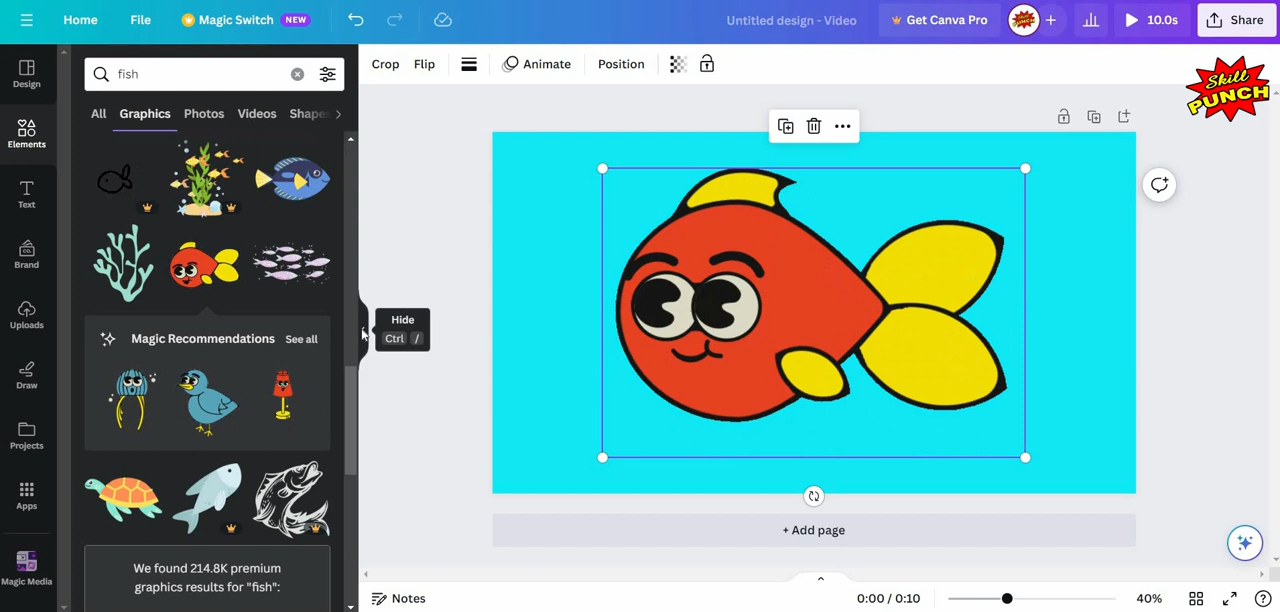 Home
File
Magic Switch NEW
Untitled design - Video
Get Canva Pro
10.0s
Share
Design
Elements
Text
Brand
Uploads
Draw
Projects
Apps
Magic Media
fish
All Graphics Photos Videos Shapes
Magic Recommendations See all
We found 214.8K premium
graphics results for "fish":
Crop Flip Animate Position
Hide
Ctrl /
Skill
PUNCH
+ Add page
Notes
0:00 / 0:10
40%